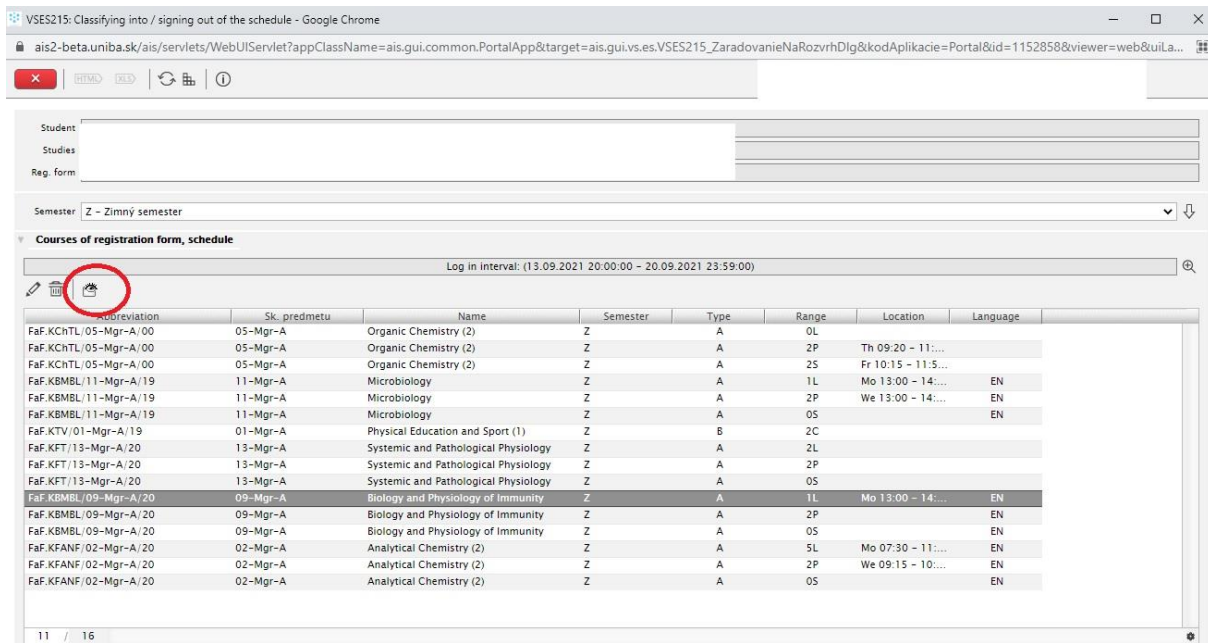 VSES215: Classifying into / signing out of the schedule - Google Chrome
ais2-beta.uniba.sk/ais/servlets/WebUIServlet?appClassName=ais.gui.common.PortalApp&target=ais.gui.vs.es.VSES215_ZaradovanieNaRozvrhDlg&kodAplikacie=Portal&id=1152858&viewer=web&uiLa...
HTML XLS
Student
Studies
Reg. form
Semester Z – Zimný semester
Courses of registration form, schedule
Log in interval: (13.09.2021 20:00:00 – 20.09.2021 23:59:00)
Abbreviation Sk. predmetu Name Semester Type Range Location Language
FaF.KChTL/05-Mgr-A/00 05-Mgr-A Organic Chemistry (2) Z A 0L
FaF.KChTL/05-Mgr-A/00 05-Mgr-A Organic Chemistry (2) Z A 2P Th 09:20 – 11:...
FaF.KChTL/05-Mgr-A/00 05-Mgr-A Organic Chemistry (2) Z A 2S Fr 10:15 – 11:5...
FaF.KBMBL/11-Mgr-A/19 11-Mgr-A Microbiology Z A 1L Mo 13:00 – 14:... EN
FaF.KBMBL/11-Mgr-A/19 11-Mgr-A Microbiology Z A 2P We 13:00 – 14:... EN
FaF.KBMBL/11-Mgr-A/19 11-Mgr-A Microbiology Z A 0S EN
FaF.KTV/01-Mgr-A/19 01-Mgr-A Physical Education and Sport (1) Z B 2C
FaF.KFT/13-Mgr-A/20 13-Mgr-A Systemic and Pathological Physiology Z A 2L
FaF.KFT/13-Mgr-A/20 13-Mgr-A Systemic and Pathological Physiology Z A 2P
FaF.KFT/13-Mgr-A/20 13-Mgr-A Systemic and Pathological Physiology Z A 0S
FaF.KBMBL/09-Mgr-A/20 09-Mgr-A Biology and Physiology of Immunity Z A 1L Mo 13:00 – 14:... EN
FaF.KBMBL/09-Mgr-A/20 09-Mgr-A Biology and Physiology of Immunity Z A 2P EN
FaF.KBMBL/09-Mgr-A/20 09-Mgr-A Biology and Physiology of Immunity Z A 0S EN
FaF.KFANF/02-Mgr-A/20 02-Mgr-A Analytical Chemistry (2) Z A 5L Mo 07:30 – 11:... EN
FaF.KFANF/02-Mgr-A/20 02-Mgr-A Analytical Chemistry (2) Z A 2P We 09:15 – 10:... EN
FaF.KFANF/02-Mgr-A/20 02-Mgr-A Analytical Chemistry (2) Z A 0S EN
11 / 16